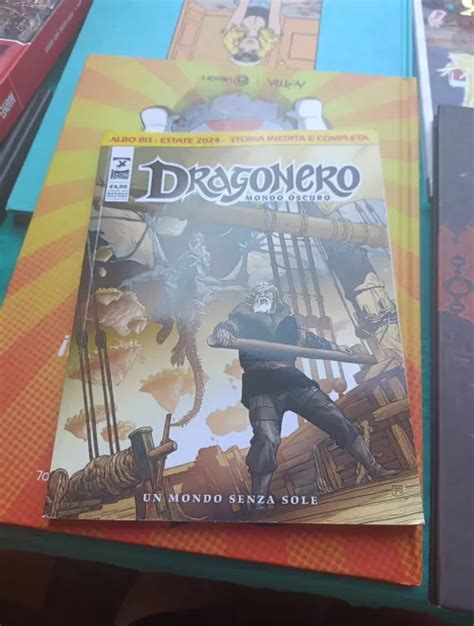 ALBO BIS - ESTATE 2024 - STORIA INEDITA E COMPLETA
DRAGONERO
MONDO OSCURO
UN MONDO SENZA SOLE